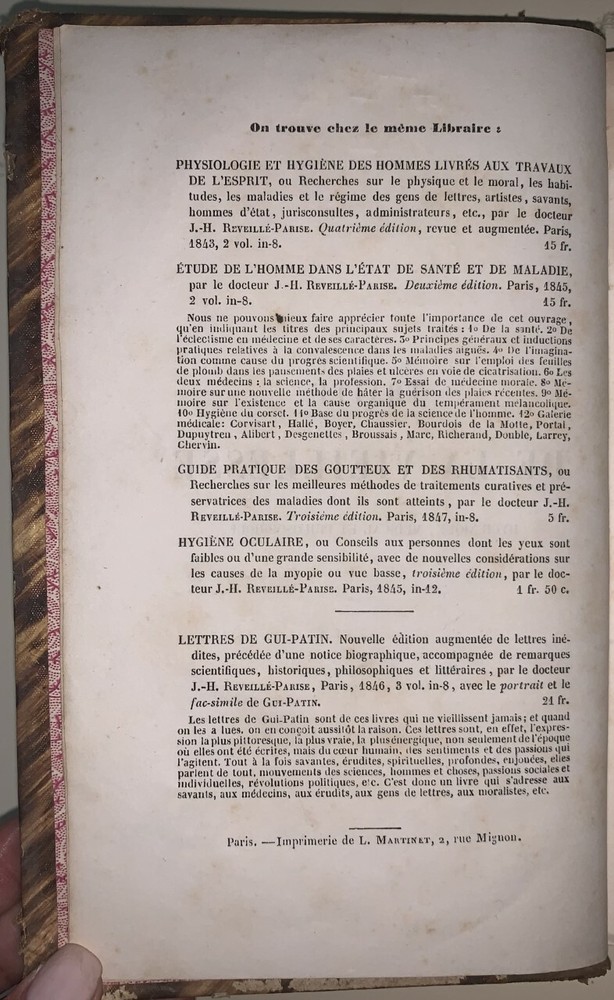 On trouve chez le même Libraire :
PHYSIOLOGIE ET HYGIÈNE DES HOMMES LIVRÉS AUX TRAVAUX
DE L'ESPRIT, ou Recherches sur le physique et le moral, les habi-
tudes, les maladies et le régime des gens de lettres, artistes, savants,
hommes d'état, jurisconsultes, administrateurs, etc., par le docteur
J.-H. REVEILLÉ-PARISE. Quatrième édition, revue et augmentée. Paris,
1843, 2 vol. in-8. 15 fr.
ÉTUDE DE L'HOMME DANS L'ÉTAT DE SANTÉ ET DE MALADIE,
par le docteur J.-H. REVEILLÉ-PARISE. Deuxième édition. Paris, 1845,
2 vol. in-8. 15 fr.
Nous ne pouvons mieux faire apprécier toute l'importance de cet ouvrage,
qu'en indiquant les titres des principaux sujets traités : 1o De la santé. 2o De
l'éclectisme en médecine et de ses caractères. 3o Principes généraux et inductions
pratiques relatives à la convalescence dans les maladies aiguës. 4o De l'imagina-
tion comme cause du progrès scientifique. 5o Mémoire sur l'emploi des feuilles
de plomb dans les pansements des plaies et ulcères en voie de cicatrisation. 6o Les
deux médecins : la science, la profession. 7o Essai de médecine morale. 8o Mé-
moire sur une nouvelle méthode de hâter la guérison des plaies récentes. 9o Mé-
moire sur l'existence et la cause organique du tempérament mélancolique.
10o Hygiène du corset. 11o Base du progrès de la science de l'homme. 12o Galerie
médicale : Corvisart, Hallé, Boyer, Chaussier, Bourdois de la Motte, Portal,
Dupuytren, Alibert, Desgenettes, Broussais, Marc, Richerand, Double, Larrey,
Chervin.
GUIDE PRATIQUE DES GOUTTEUX ET DES RHUMATISANTS, ou
Recherches sur les meilleures méthodes de traitements curatives et pré-
servatrices des maladies dont ils sont atteints, par le docteur J.-H.
REVEILLÉ-PARISE. Troisième édition. Paris, 1847, in-8. 5 fr.
HYGIÈNE OCULAIRE, ou Conseils aux personnes dont les yeux sont
faibles ou d'une grande sensibilité, avec de nouvelles considérations sur
les causes de la myopie ou vue basse, troisième édition, par le doc-
teur J.-H. REVEILLÉ-PARISE. Paris, 1845, in-12. 1 fr. 50 c.
LETTRES DE GUI-PATIN. Nouvelle édition augmentée de lettres iné-
dites, précédée d'une notice biographique, accompagnée de remarques
scientifiques, historiques, philosophiques et littéraires, par le docteur
J.-H. REVEILLÉ-PARISE, Paris, 1846, 3 vol. in-8, avec le portrait et le
fac-simile de GUI-PATIN. 21 fr.
Les lettres de Gui-Patin sont de ces livres qui ne vieillissent jamais; et quand
on les a lues, on en conçoit aussitôt la raison. Ces lettres sont, en effet, l'expres-
sion la plus pittoresque, la plus vraie, la plus énergique, non seulement de l'époque
où elles ont été écrites, mais du cœur humain, des sentiments et des passions qui
l'agitent. Tout à la fois savantes, érudites, spirituelles, profondes, enjouées, elles
parlent de tout, mouvements des sciences, hommes et choses, passions sociales et
individuelles, révolutions politiques, etc. C'est donc un livre qui s'adresse aux
savants, aux médecins, aux érudits, aux gens de lettres, aux moralistes, etc.
Paris. — Imprimerie de L. MARTINET, 2, rue Mignon.